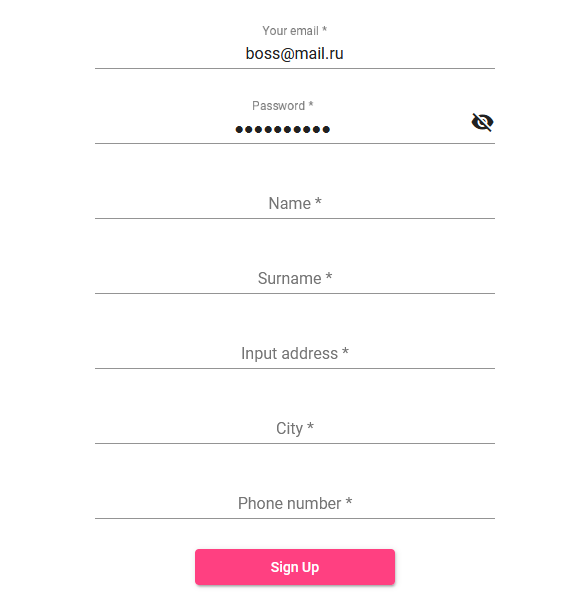 Your email *
boss@mail.ru
Password *
••••••••••
Name *
Surname *
Input address *
City *
Phone number *
Sign Up